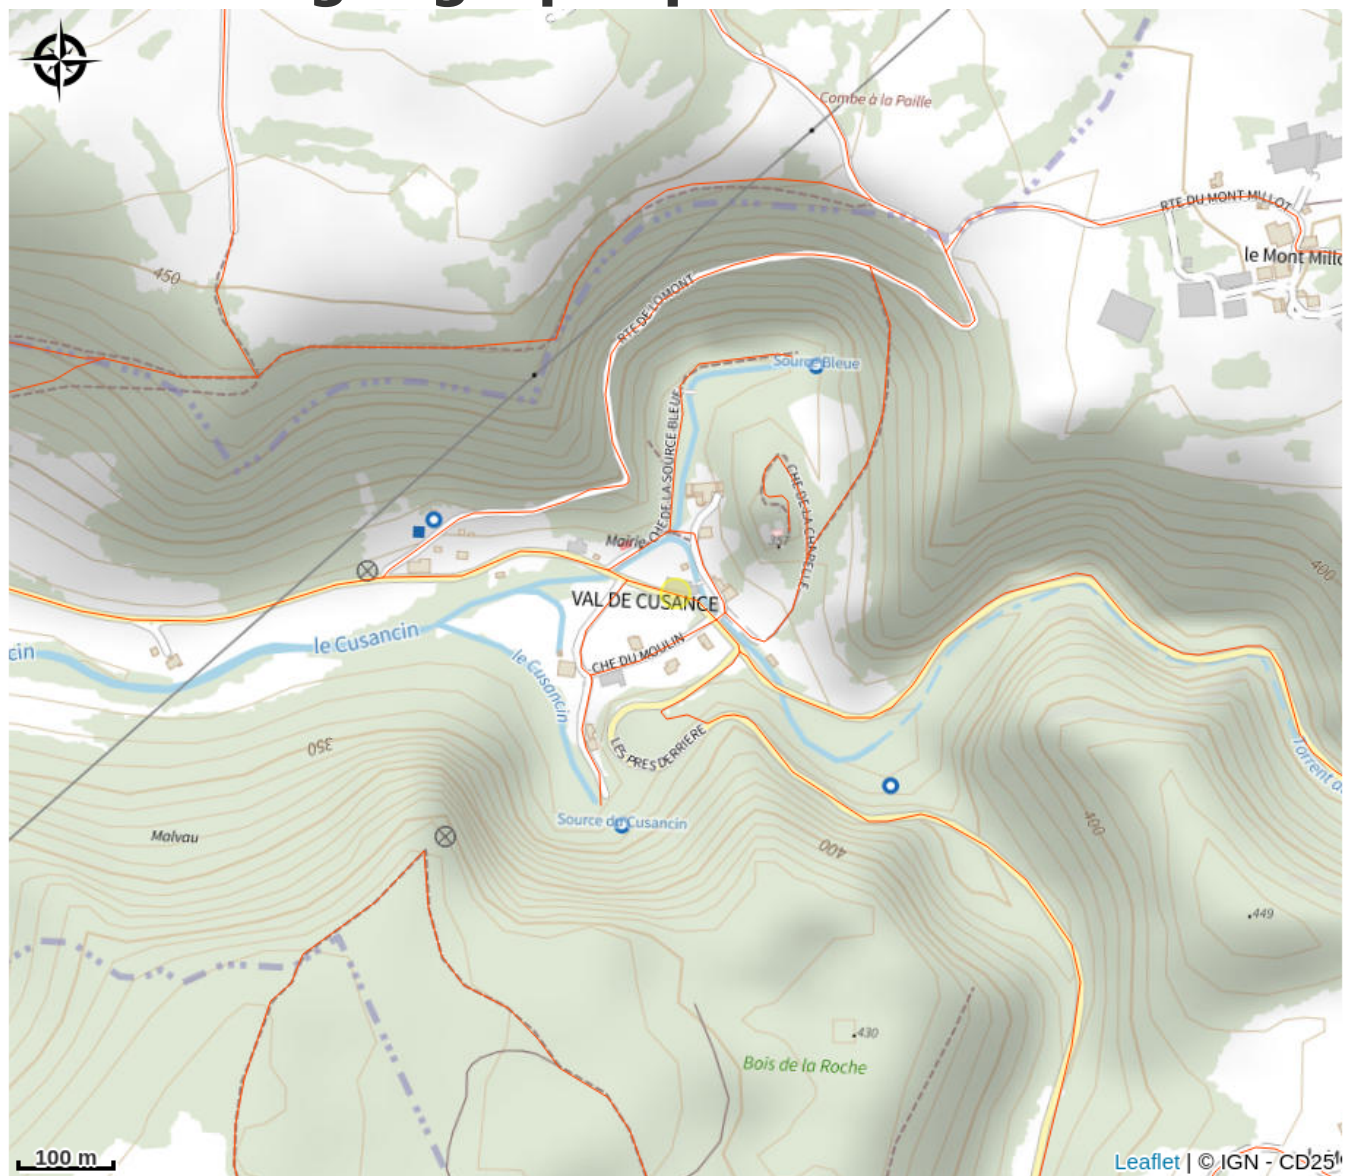 Combe à la Paille
RTE DU MONT MILLOT
le Mont Millo
450
RTE DE LOMONT
Source Bleue
CHE DE LA SOURCE BLEUE
CHE DE LA CHAPELLE
Mairie
357
400
VAL DE CUSANCE
cin
le Cusancin
le Cusancin
CHE DU MOULIN
350
LES PRES DERRIERE
Torrent d
Source du Cusancin
Malvau
400
400
449
430
Bois de la Roche
100 m
Leaflet | © IGN - CD25